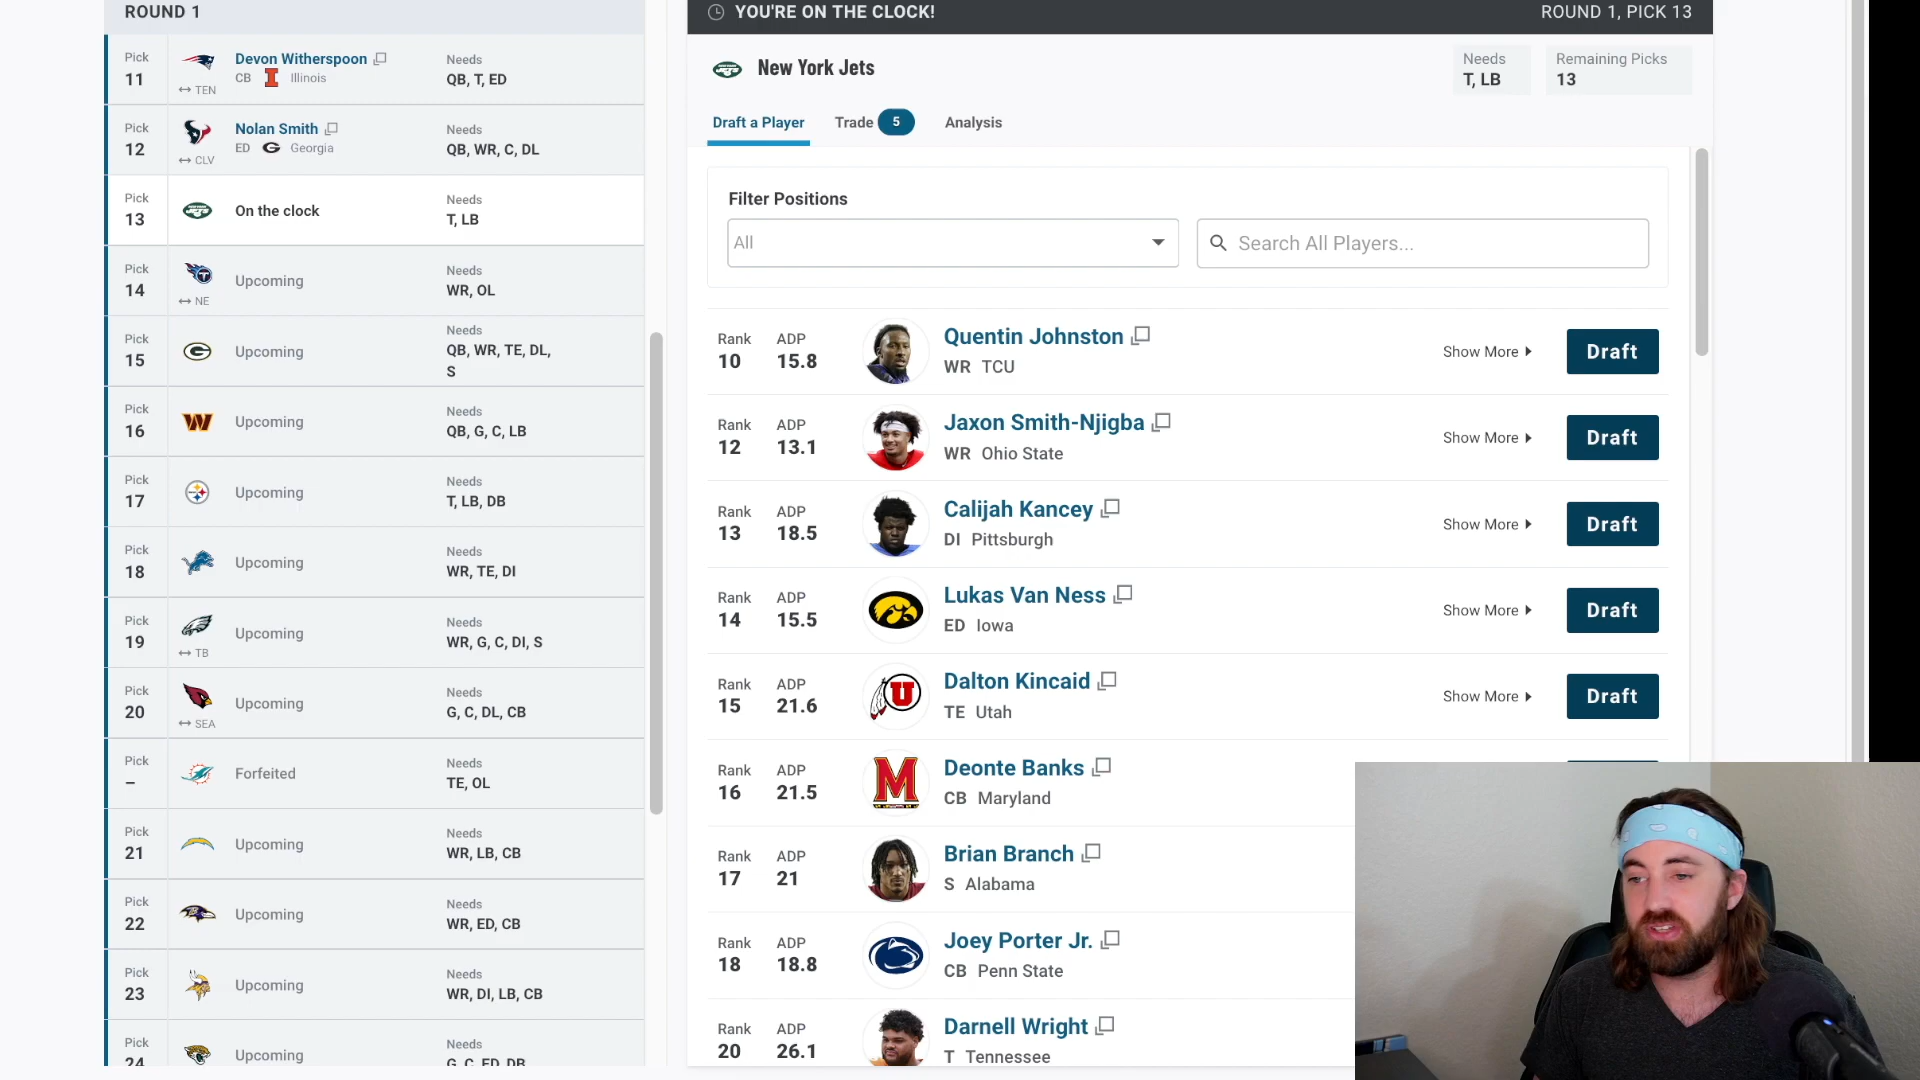 ROUND 1
Pick
11
TEN
Devon Witherspoon
CB Illinois
Needs
QB, T, ED
Pick
12
CLV
Nolan Smith
ED Georgia
Needs
QB, WR, C, DL
Pick
13
On the clock
Needs
T, LB
Pick
14
NE
Upcoming
Needs
WR, OL
Pick
15
Upcoming
Needs
QB, WR, TE, DL,
S
Pick
16
Upcoming
Needs
QB, G, C, LB
Pick
17
Upcoming
Needs
T, LB, DB
Pick
18
Upcoming
Needs
WR, TE, DI
Pick
19
TB
Upcoming
Needs
WR, G, C, DI, S
Pick
20
SEA
Upcoming
Needs
G, C, DL, CB
Pick
–
Forfeited
Needs
TE, OL
Pick
21
Upcoming
Needs
WR, LB, CB
Pick
22
Upcoming
Needs
WR, ED, CB
Pick
23
Upcoming
Needs
WR, DI, LB, CB
Pick
24
Upcoming
Needs
G, C, ED, DB
YOU'RE ON THE CLOCK!
ROUND 1, PICK 13
New York Jets
Needs
T, LB
Remaining Picks
13
Draft a Player
Trade 5
Analysis
Filter Positions
All
Search All Players...
Rank
10
ADP
15.8
Quentin Johnston
WR TCU
Show More
Draft
Rank
12
ADP
13.1
Jaxon Smith-Njigba
WR Ohio State
Show More
Draft
Rank
13
ADP
18.5
Calijah Kancey
DI Pittsburgh
Show More
Draft
Rank
14
ADP
15.5
Lukas Van Ness
ED Iowa
Show More
Draft
Rank
15
ADP
21.6
Dalton Kincaid
TE Utah
Show More
Draft
Rank
16
ADP
21.5
Deonte Banks
CB Maryland
Rank
17
ADP
21
Brian Branch
S Alabama
Rank
18
ADP
18.8
Joey Porter Jr.
CB Penn State
Rank
20
ADP
26.1
Darnell Wright
T Tennessee